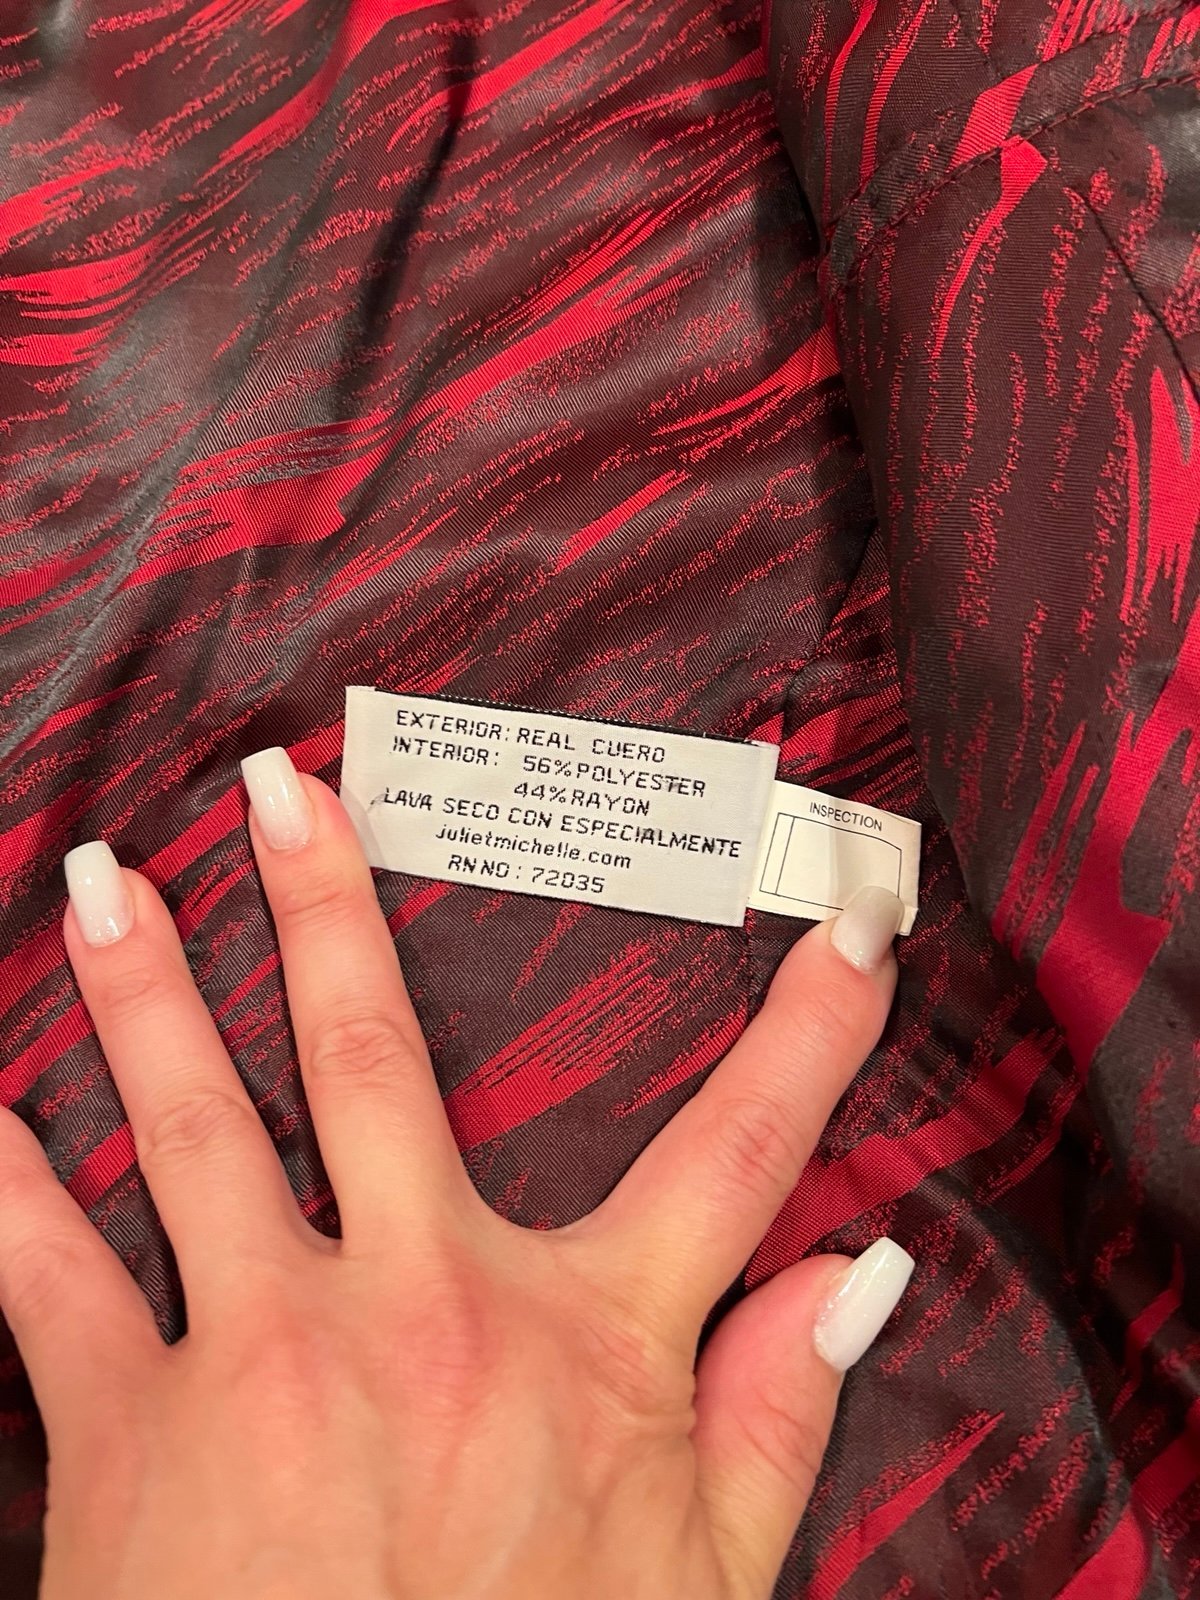 EXTERIOR: REAL CUERO
INTERIOR: 56%POLYESTER
44%RAYON
LAVA SECO CON ESPECIALMENTE
julietmichelle.com
RN NO: 72035
INSPECTION